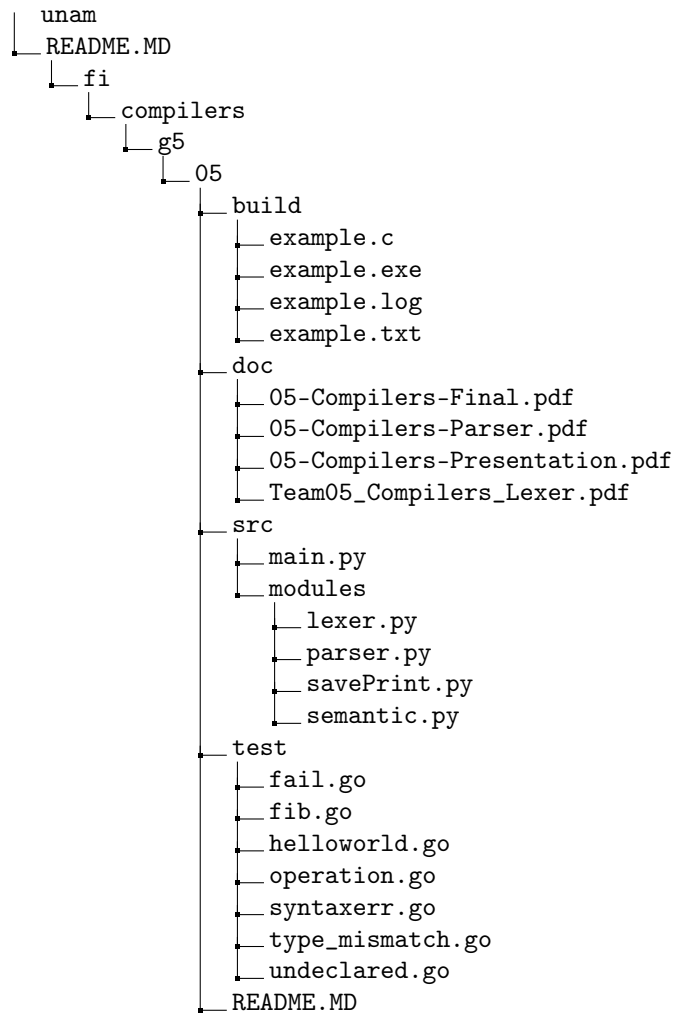 unam
README.MD
fi
compilers
g5
05
build
example.c
example.exe
example.log
example.txt
doc
05-Compilers-Final.pdf
05-Compilers-Parser.pdf
05-Compilers-Presentation.pdf
Team05_Compilers_Lexer.pdf
src
main.py
modules
lexer.py
parser.py
savePrint.py
semantic.py
test
fail.go
fib.go
helloworld.go
operation.go
syntaxerr.go
type_mismatch.go
undeclared.go
README.MD